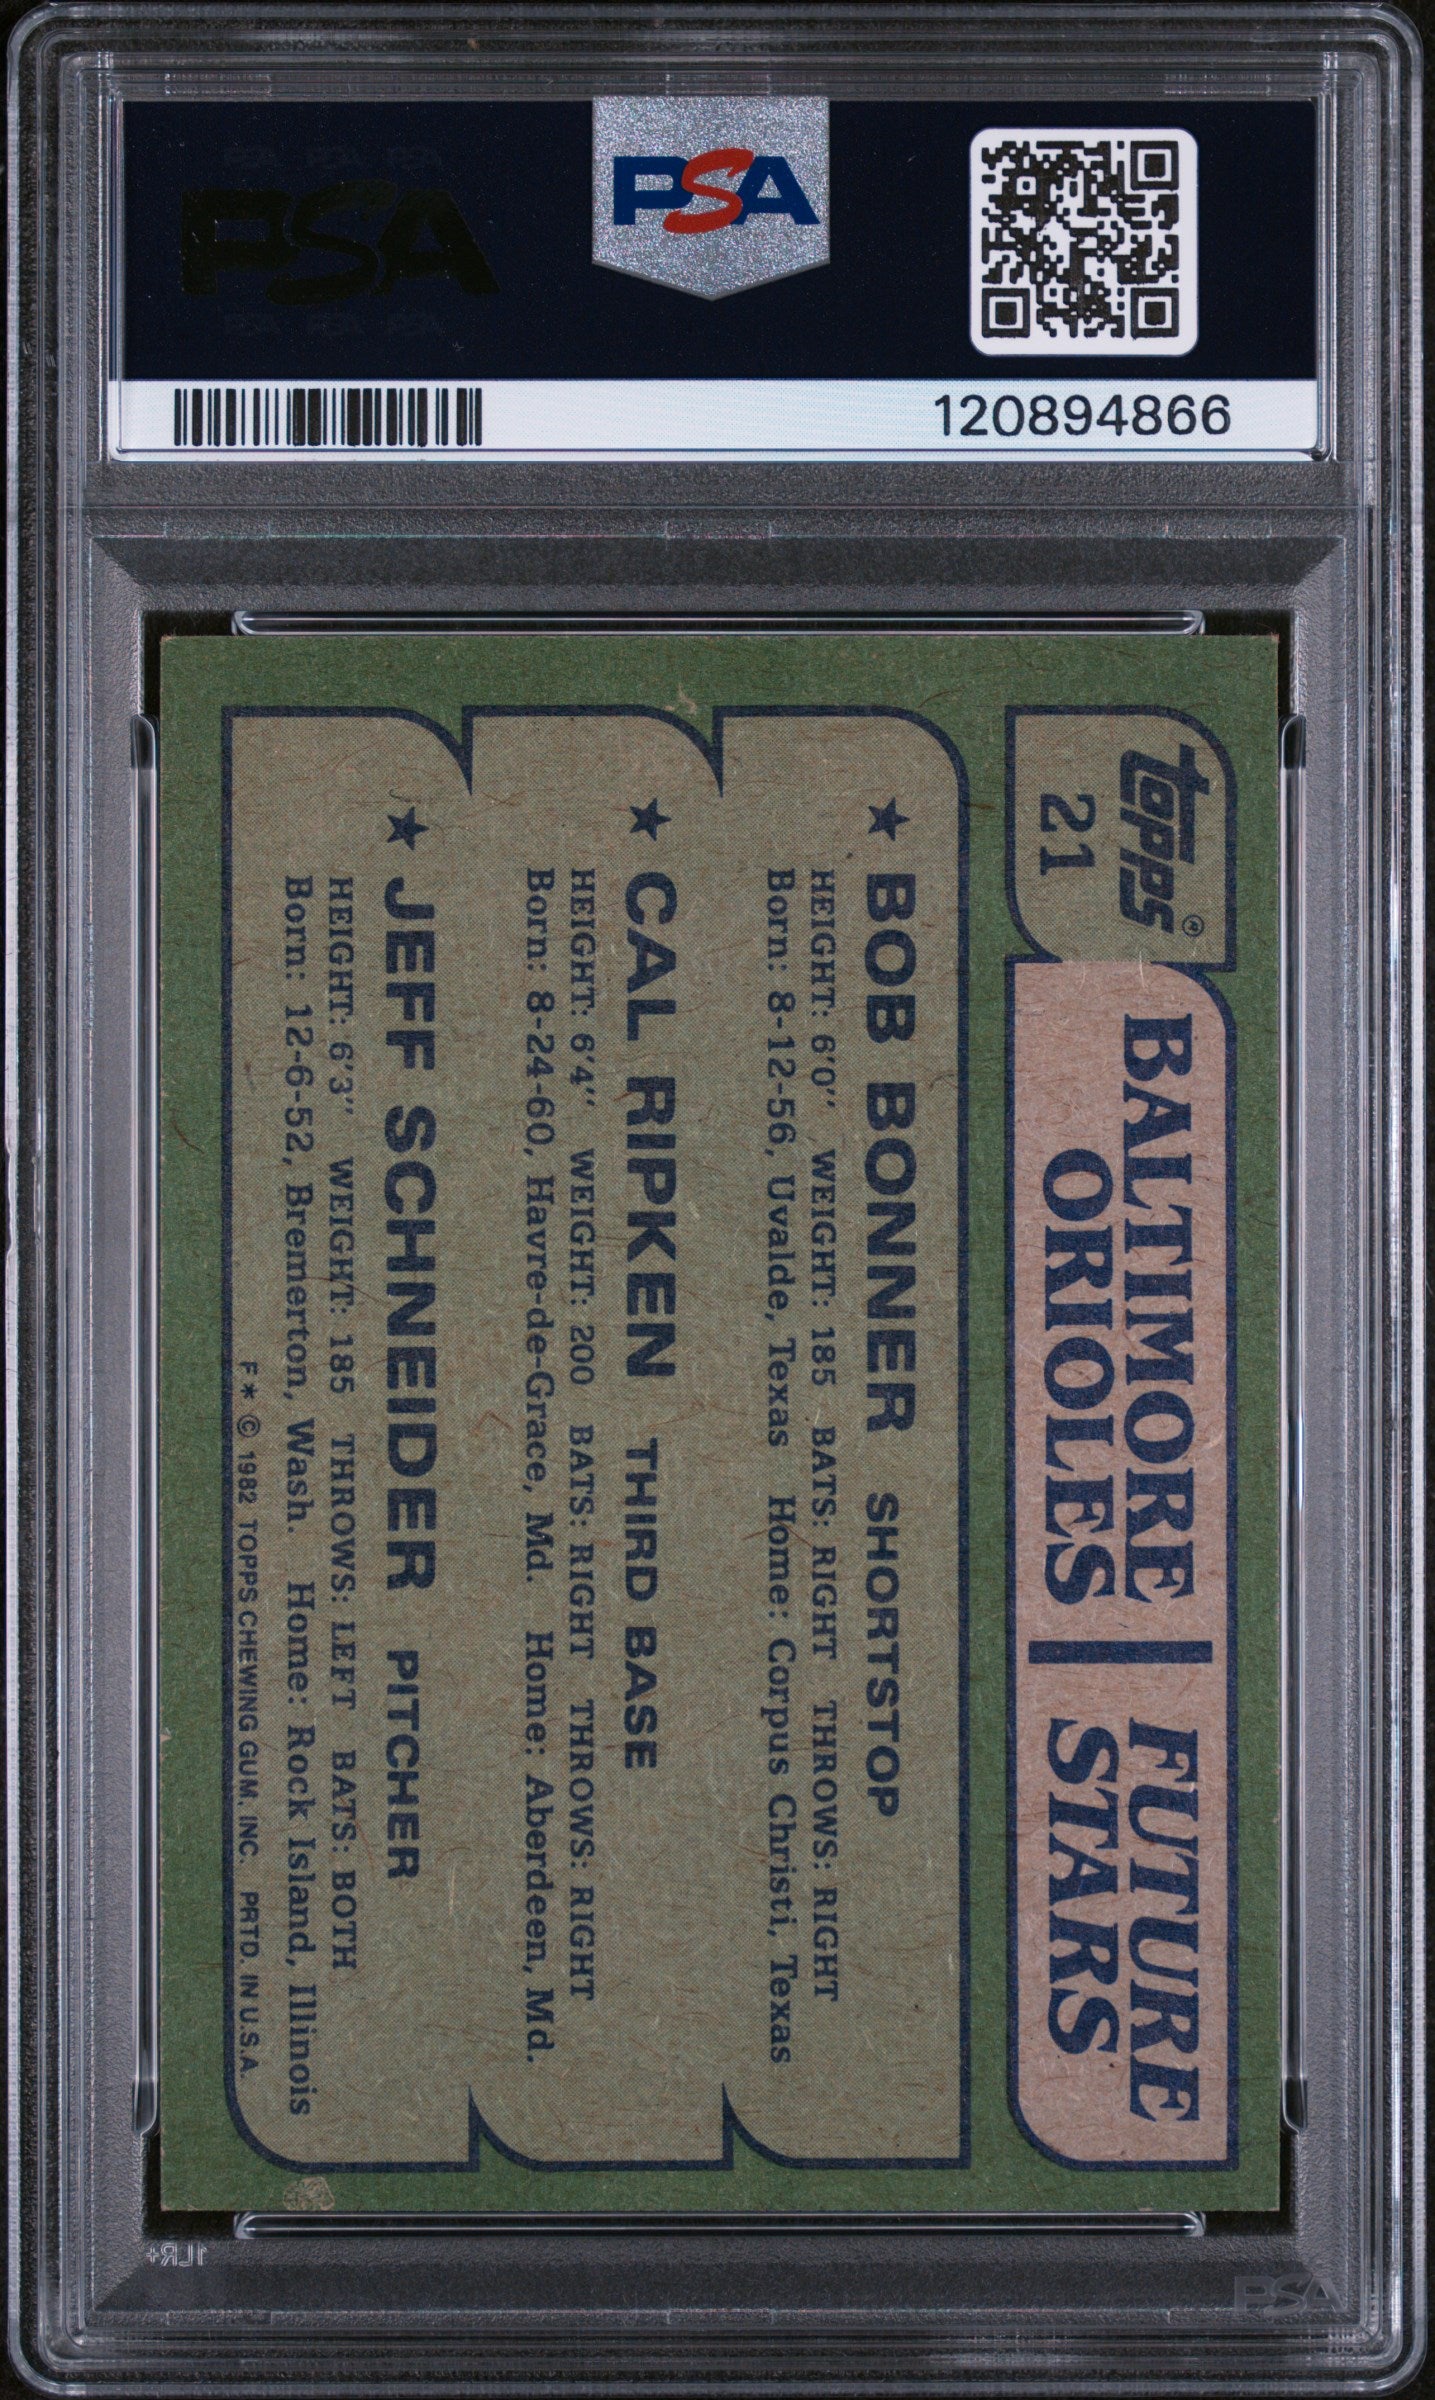 PSA
PSA
120894866
topps®
21
BALTIMORE
ORIOLES
FUTURE
STARS
★ BOB BONNER SHORTSTOP
HEIGHT: 6'0" WEIGHT: 185 BATS: RIGHT THROWS: RIGHT
Born: 8-12-56, Uvalde, Texas Home: Corpus Christi, Texas
★ CAL RIPKEN THIRD BASE
HEIGHT: 6'4" WEIGHT: 200 BATS: RIGHT THROWS: RIGHT
Born: 8-24-60, Havre-de-Grace, Md. Home: Aberdeen, Md.
★ JEFF SCHNEIDER PITCHER
HEIGHT: 6'3" WEIGHT: 185 THROWS: LEFT BATS: BOTH
Born: 12-6-52, Bremerton, Wash. Home: Rock Island, Illinois
F* © 1982 TOPPS CHEWING GUM, INC. PRTD. IN U.S.A.
1LR+
PSA